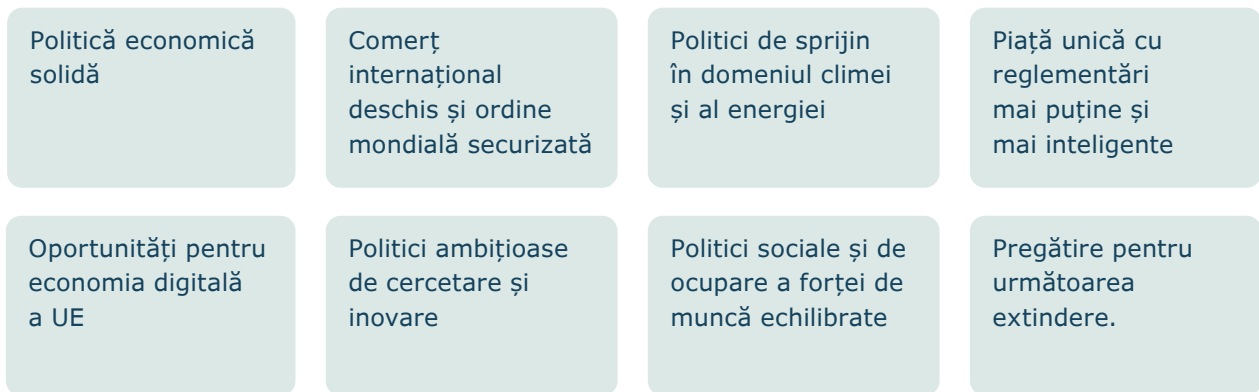 Politică economică
solidă
Comerț
internațional
deschis și ordine
mondială securizată
Politici de sprijin
în domeniul climei
și al energiei
Piață unică cu
reglementări
mai puține și
mai inteligente
Oportunități pentru
economia digitală
a UE
Politici ambițioase
de cercetare și
inovare
Politici sociale și de
ocupare a forței de
muncă echilibrate
Pregătire pentru
următoarea
extindere.